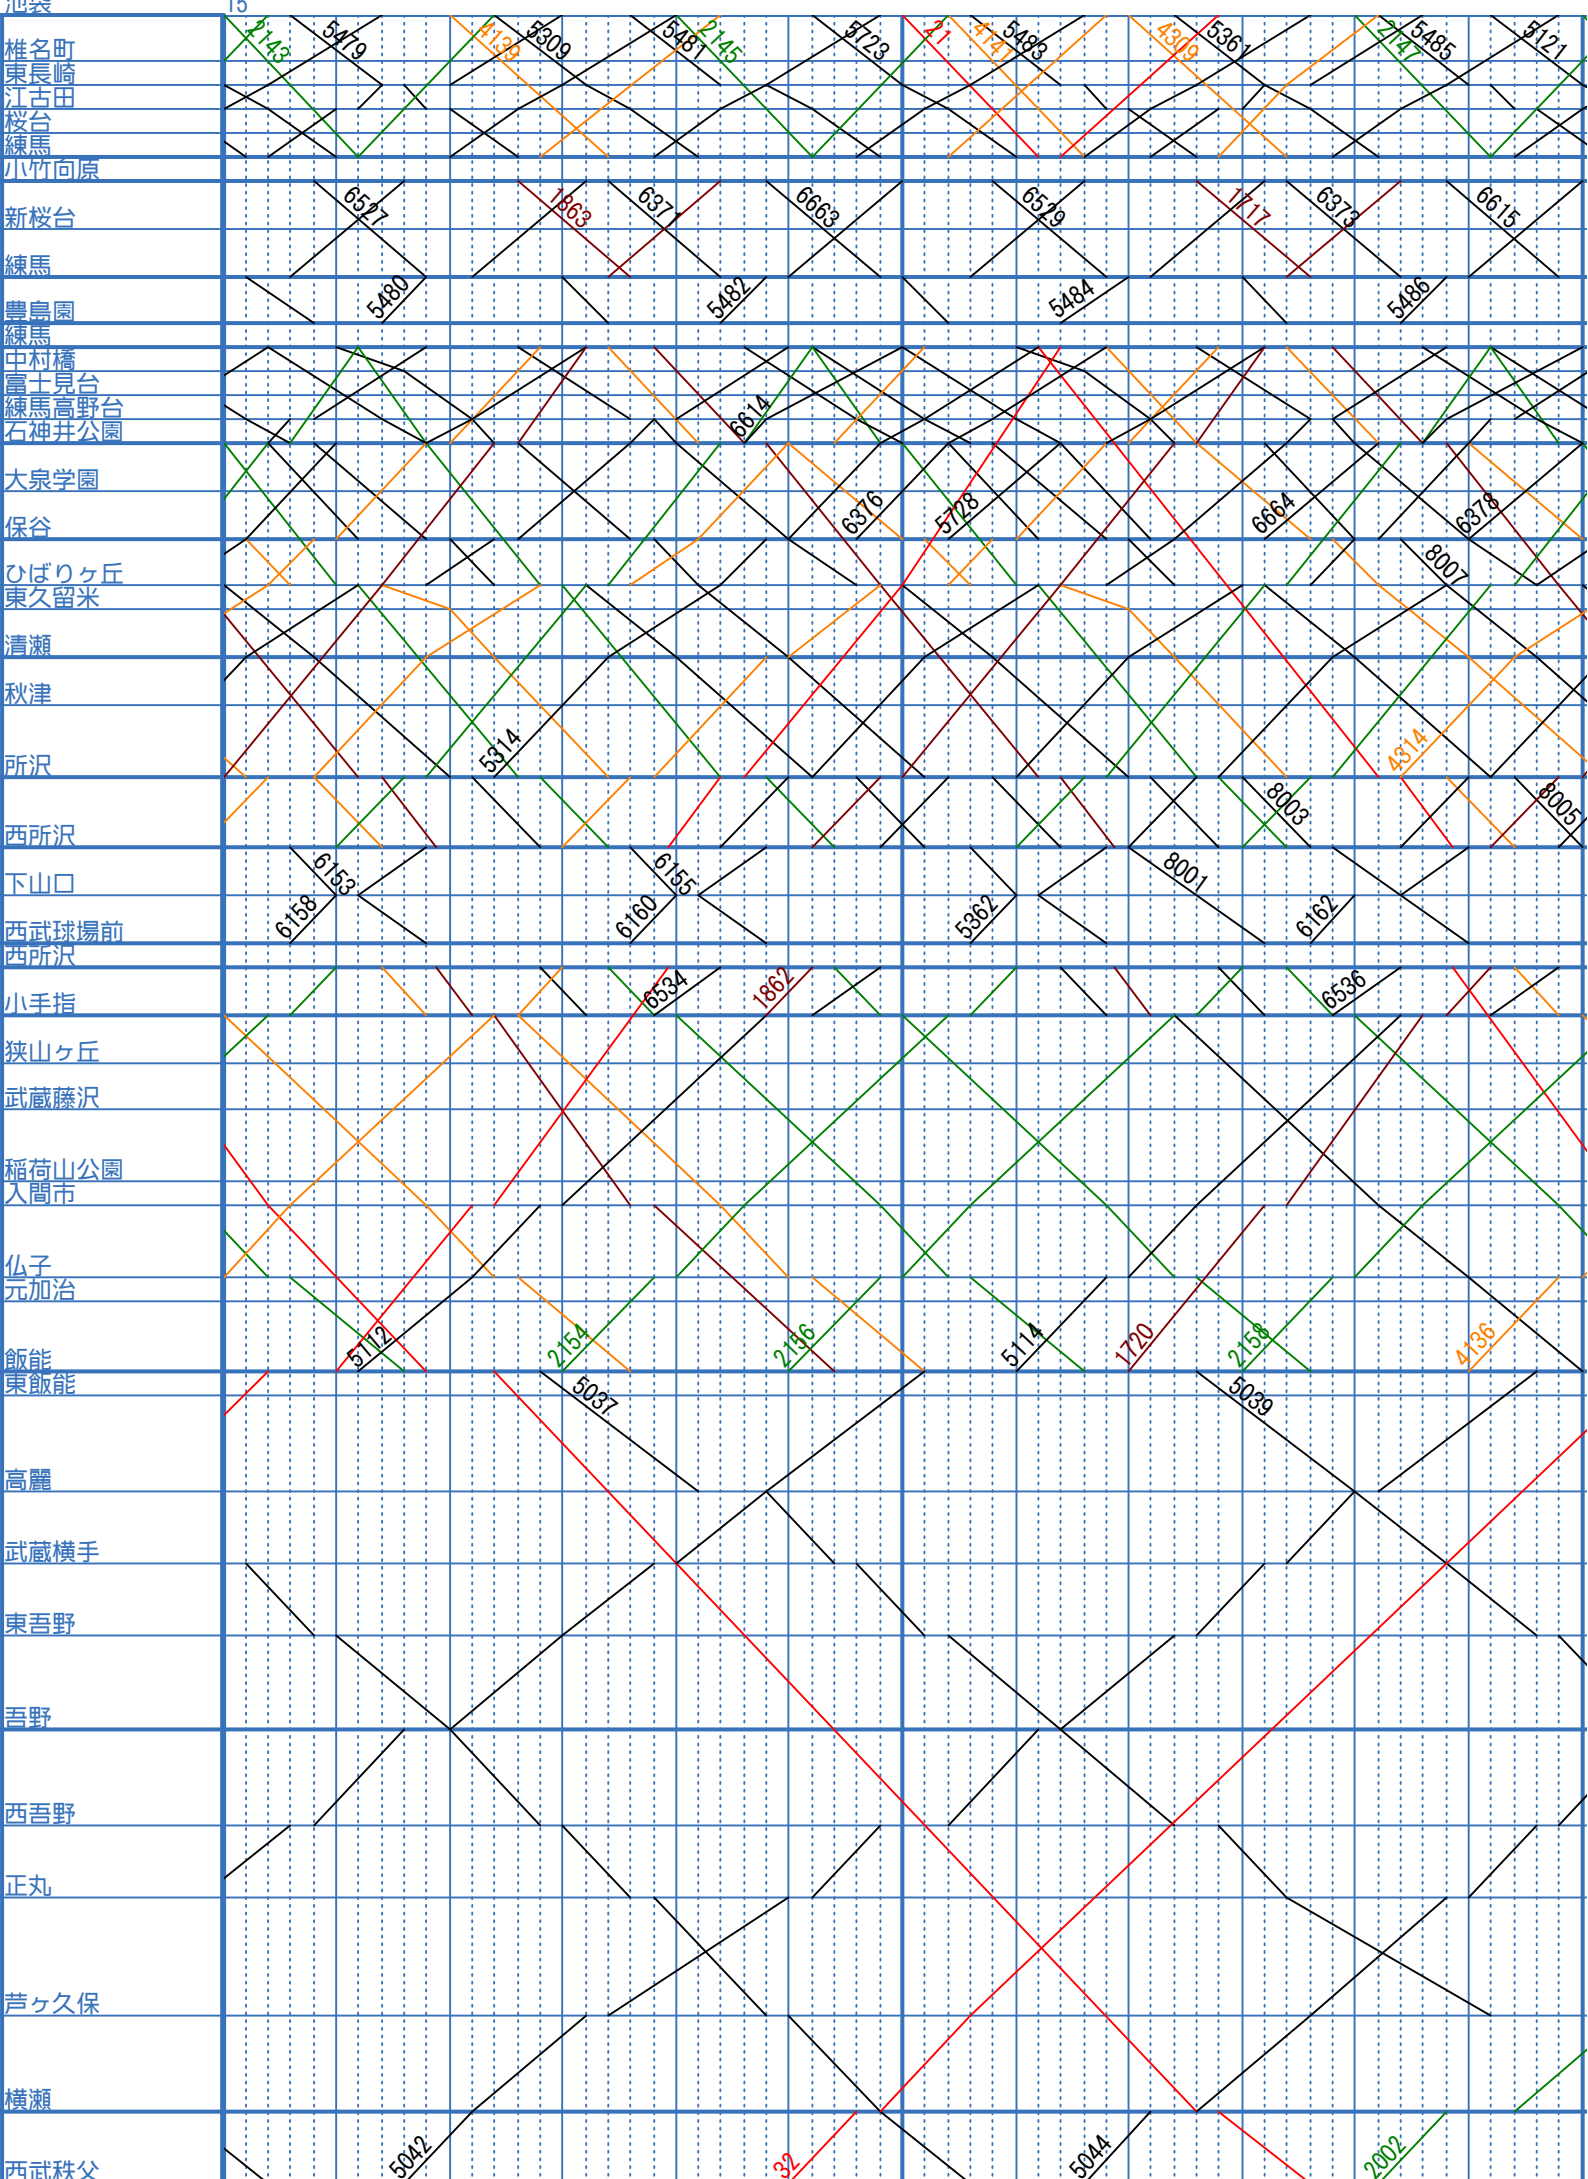 池袋 15
2143 5479 4139 5309 5481 2145 5723 21 4141 5483 4309 5361 2147 5485 5121
椎名町
東長崎
江古田
桜台
練馬
小竹向原
6527 1863 6371 6663 6529 1717 6373 6615
新桜台
練馬
5480 5482 5484 5486
豊島園
練馬
中村橋
富士見台
練馬高野台
6614
石神井公園
大泉学園
6376 5728 6664 6378
保谷
8007
ひばりヶ丘
東久留米
清瀬
秋津
5314 4314
所沢
8003 8005
西所沢
6153 6155 8001
下山口
6158 6160 5362 6162
西武球場前
西所沢
6534 1862 6536
小手指
狭山ヶ丘
武蔵藤沢
稲荷山公園
入間市
仏子
元加治
5112 2154 2156 5114 1720 2158 4136
飯能
東飯能
5037 5039
高麗
武蔵横手
東吾野
吾野
西吾野
正丸
芦ヶ久保
横瀬
5042 32 5044 2002
西武秩父